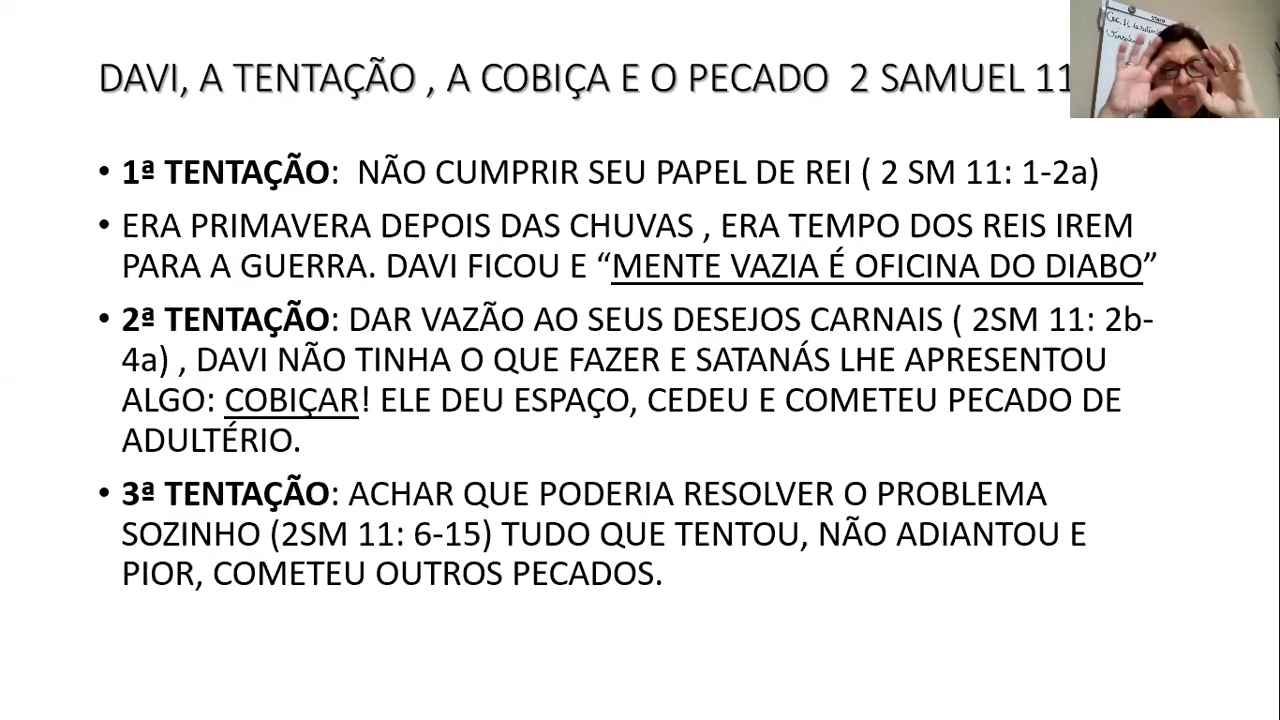 DAVI, A TENTAÇÃO , A COBIÇA E O PECADO  2 SAMUEL 11
• 1ª TENTAÇÃO:  NÃO CUMPRIR SEU PAPEL DE REI ( 2 SM 11: 1-2a)
• ERA PRIMAVERA DEPOIS DAS CHUVAS , ERA TEMPO DOS REIS IREM
PARA A GUERRA. DAVI FICOU E “MENTE VAZIA É OFICINA DO DIABO”
• 2ª TENTAÇÃO: DAR VAZÃO AO SEUS DESEJOS CARNAIS ( 2SM 11: 2b-
4a) , DAVI NÃO TINHA O QUE FAZER E SATANÁS LHE APRESENTOU
ALGO: COBIÇAR! ELE DEU ESPAÇO, CEDEU E COMETEU PECADO DE
ADULTÉRIO.
• 3ª TENTAÇÃO: ACHAR QUE PODERIA RESOLVER O PROBLEMA
SOZINHO (2SM 11: 6-15) TUDO QUE TENTOU, NÃO ADIANTOU E
PIOR, COMETEU OUTROS PECADOS.